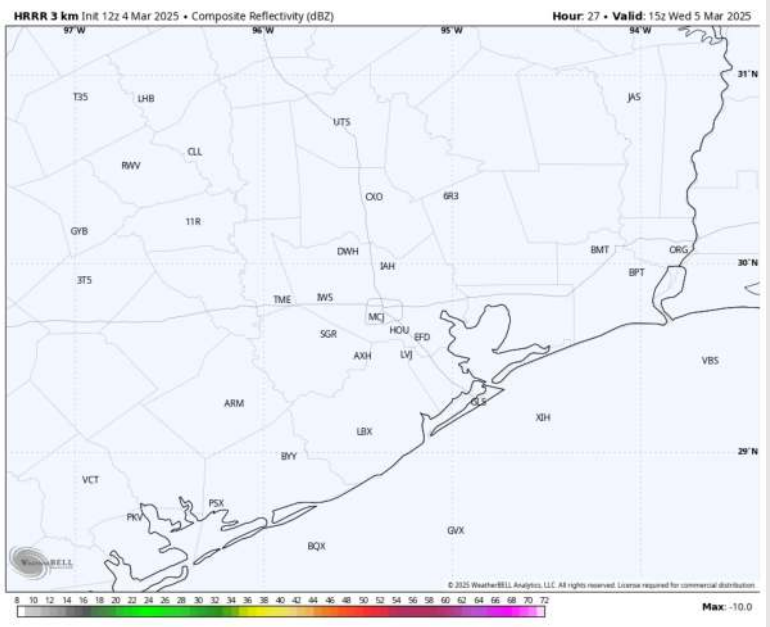 HRRR 3 km Init 12z 4 Mar 2025 • Composite Reflectivity (dBZ) Hour: 27 • Valid: 15z Wed 5 Mar 2025
97°W 96°W 95°W 94°W
31°N
T35 LHB JAS
UTS
CLL
RWV
CXO 6R3
11R
GYB
DWH BMT ORG
30°N
IAH
BPT
3T5
TME IWS
MCJ
HOU
SGR EFD
AXH LVJ
VBS
ARM GLS
XIH
LBX
29°N
BYY
VCT
PSX
PKV
GVX
BQX
WeatherBELL
© 2025 WeatherBELL Analytics, LLC. All rights reserved. License required for commercial distribution.
8 10 12 14 16 18 20 22 24 26 28 30 32 34 36 38 40 42 44 46 48 50 52 54 56 58 60 62 64 66 68 70 72
Max: -10.0